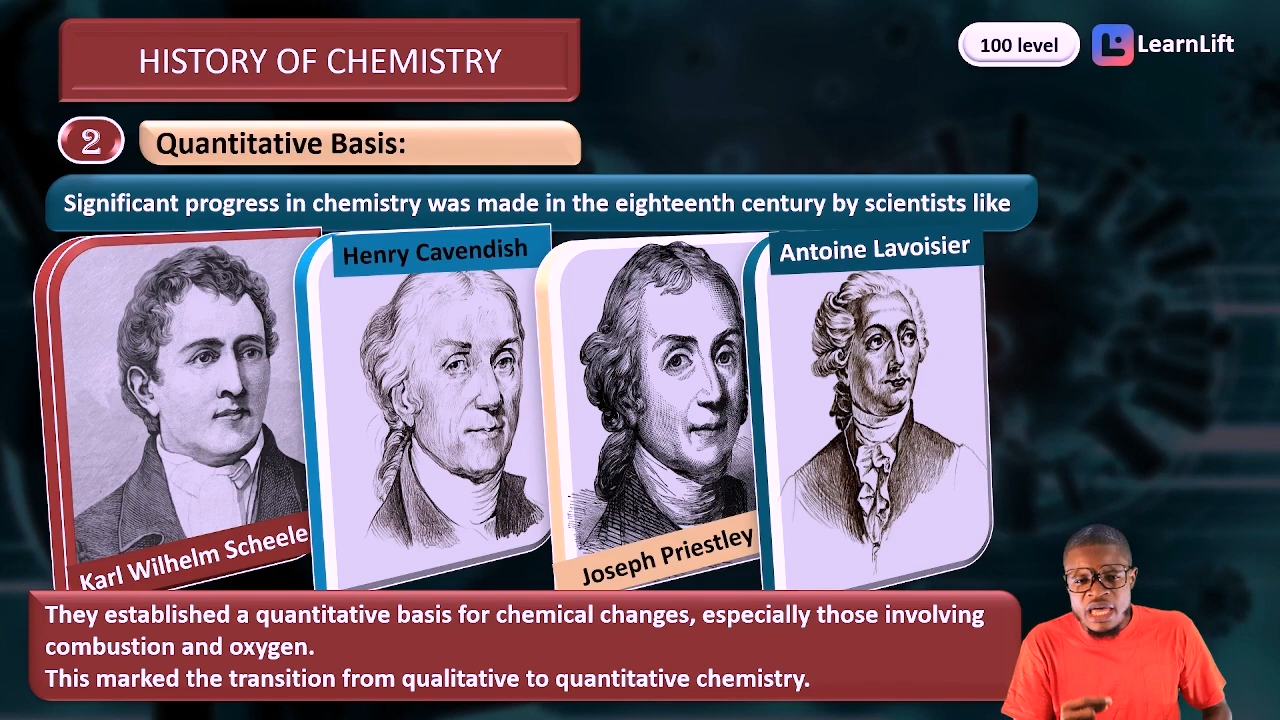 HISTORY OF CHEMISTRY
100 level
LearnLift
2
Quantitative Basis:
Significant progress in chemistry was made in the eighteenth century by scientists like
Karl Wilhelm Scheele
Henry Cavendish
Joseph Priestley
Antoine Lavoisier
They established a quantitative basis for chemical changes, especially those involving
combustion and oxygen.
This marked the transition from qualitative to quantitative chemistry.